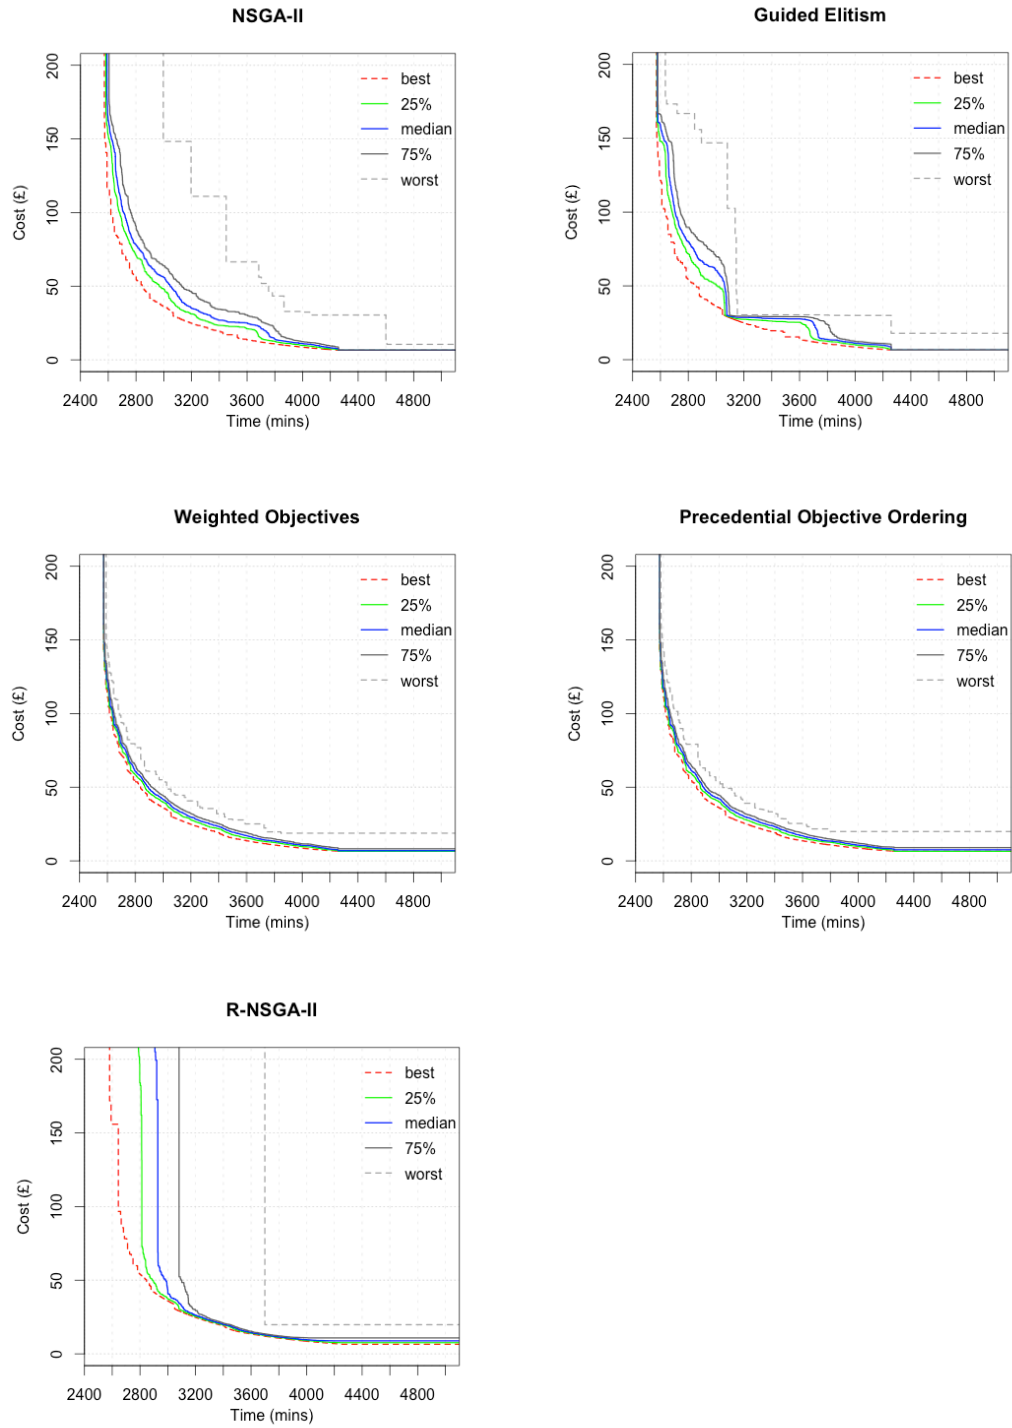 NSGA-II
200
150
100
50
0
Cost (£)
best
25%
median
75%
worst
2400 2800 3200 3600 4000 4400 4800
Time (mins)
Guided Elitism
200
150
100
50
0
Cost (£)
best
25%
median
75%
worst
2400 2800 3200 3600 4000 4400 4800
Time (mins)
Weighted Objectives
200
150
100
50
0
Cost (£)
best
25%
median
75%
worst
2400 2800 3200 3600 4000 4400 4800
Time (mins)
Precedential Objective Ordering
200
150
100
50
0
Cost (£)
best
25%
median
75%
worst
2400 2800 3200 3600 4000 4400 4800
Time (mins)
R-NSGA-II
200
150
100
50
0
Cost (£)
best
25%
median
75%
worst
2400 2800 3200 3600 4000 4400 4800
Time (mins)